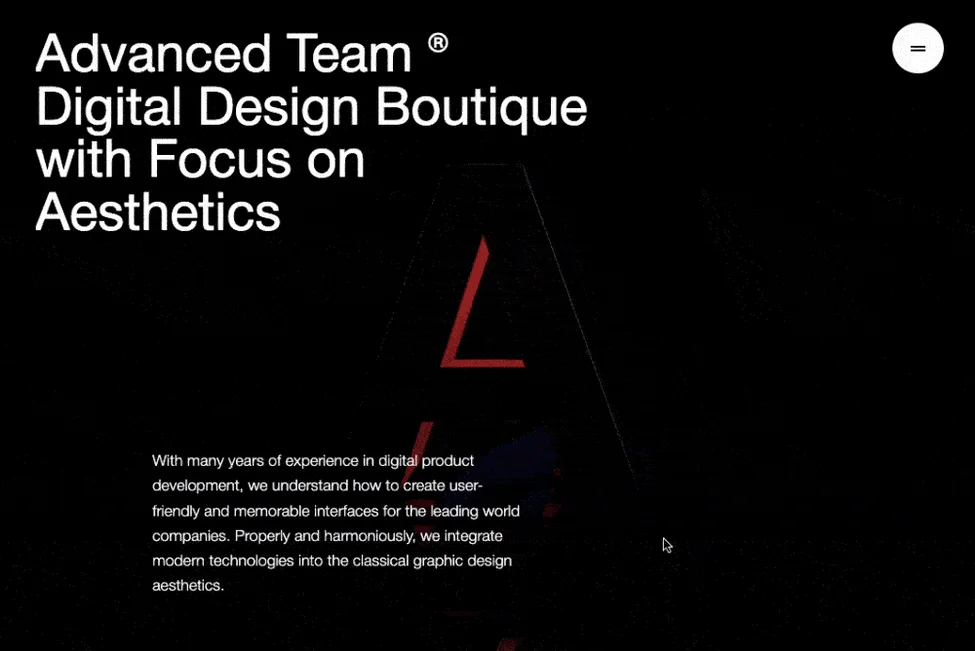 Advanced Team ®
Digital Design Boutique
with Focus on
Aesthetics
With many years of experience in digital product
development, we understand how to create user-
friendly and memorable interfaces for the leading world
companies. Properly and harmoniously, we integrate
modern technologies into the classical graphic design
aesthetics.